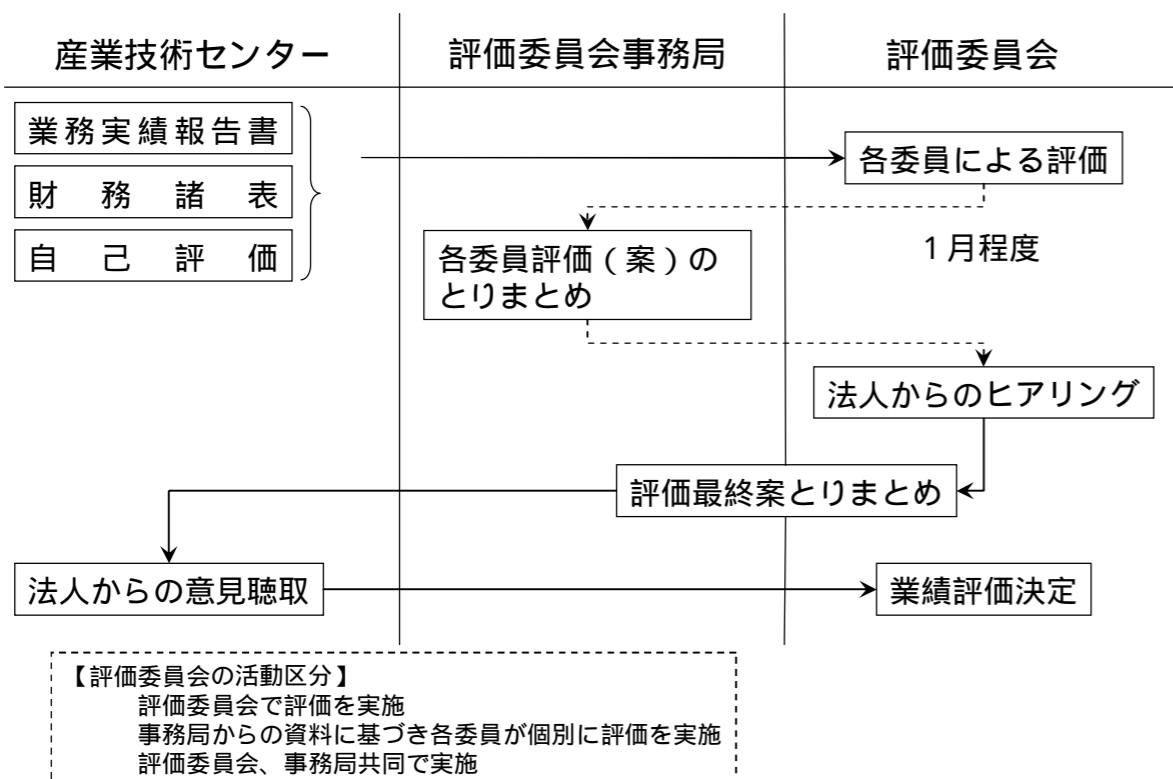 産業技術センター
評価委員会事務局
評価委員会
業務実績報告書
財務諸表
自己評価
各委員による評価
1月程度
各委員評価(案)の
とりまとめ
法人からのヒアリング
評価最終案とりまとめ
法人からの意見聴取
業績評価決定
【評価委員会の活動区分】
評価委員会で評価を実施
事務局からの資料に基づき各委員が個別に評価を実施
評価委員会、事務局共同で実施